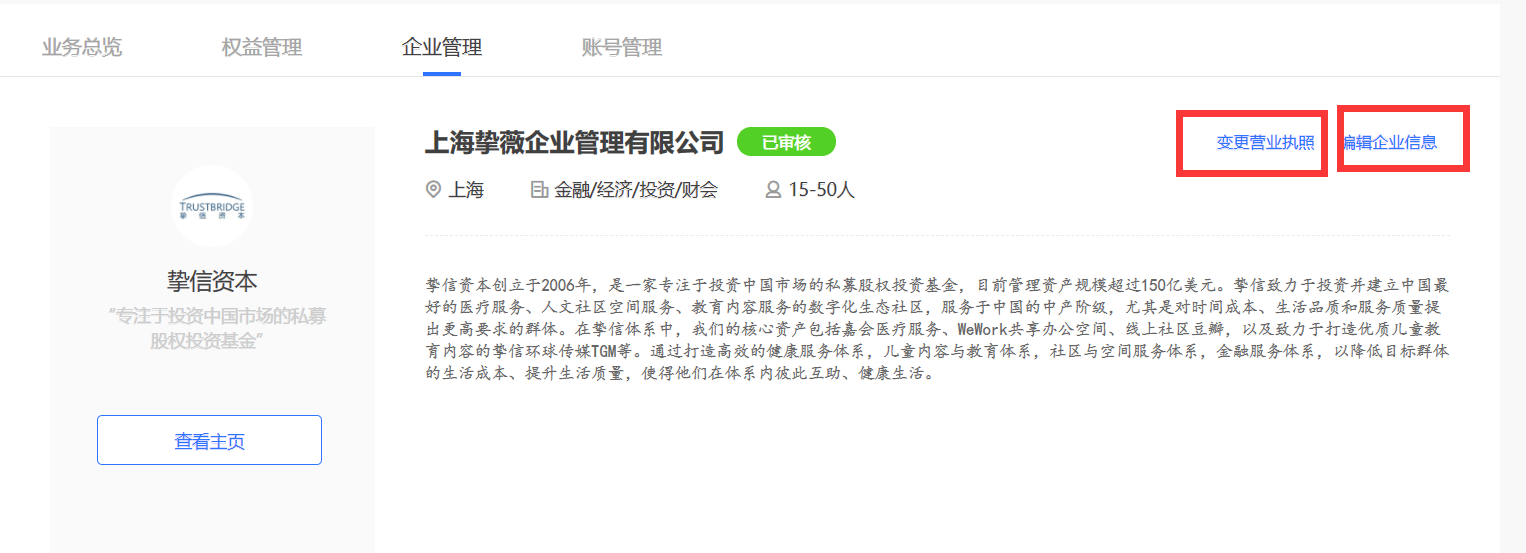 业务总览 权益管理 企业管理 账号管理
上海挚薇企业管理有限公司 已审核 变更营业执照 编辑企业信息
上海 金融/经济/投资/财会 15-50人
TRUSTBRIDGE
挚信资本
挚信资本
“专注于投资中国市场的私募
股权投资基金”
查看主页
挚信资本创立于2006年，是一家专注于投资中国市场的私募股权投资基金，目前管理资产规模超过150亿美元。挚信致力于投资并建立中国最
好的医疗服务、人文社区空间服务、教育内容服务的数字化生态社区，服务于中国的中产阶级，尤其是对时间成本、生活品质和服务质量提
出更高要求的群体。在挚信体系中，我们的核心资产包括嘉会医疗服务、WeWork共享办公空间、线上社区豆瓣，以及致力于打造优质儿童教
育内容的挚信环球传媒TGM等。通过打造高效的健康服务体系，儿童内容与教育体系，社区与空间服务体系，金融服务体系，以降低目标群体
的生活成本、提升生活质量，使得他们在体系内彼此互助、健康生活。